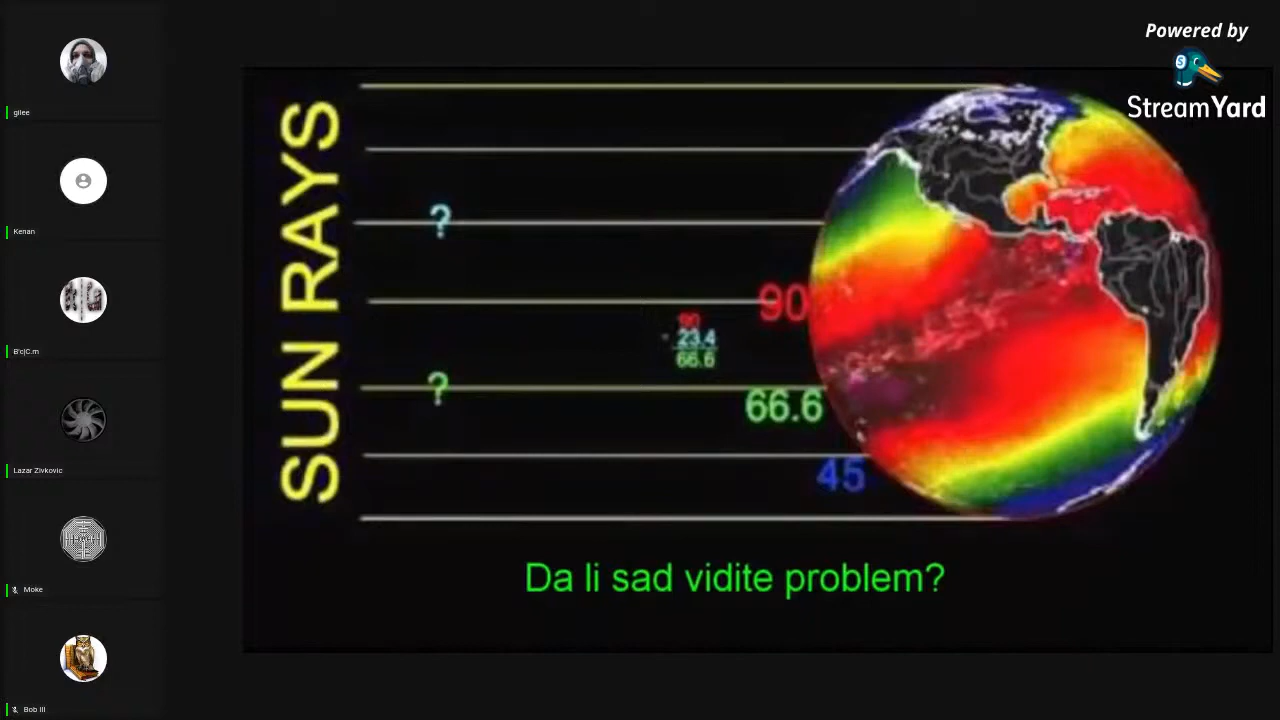 Powered by
StreamYard
gilee
Kenan
B'c|C.m
Lazar Zivkovic
Moke
Bob III
SUN RAYS
?
90
90
- 23.4
66.6
?
66.6
45
Da li sad vidite problem?